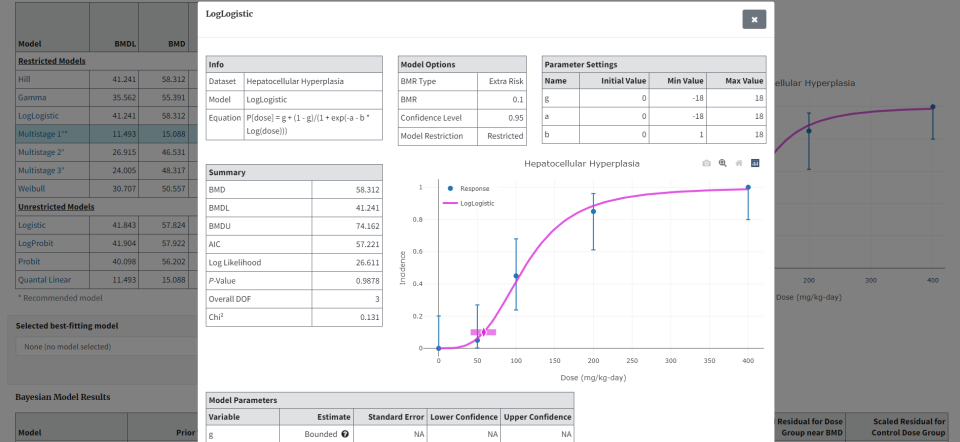 LogLogistic
×
Model BMDL BMD
Restricted Models
Hill 41.241 58.312
Gamma 35.562 55.391
LogLogistic 41.241 58.312
Multistage 1°* 11.493 15.088
Multistage 2° 26.915 46.531
Multistage 3° 24.005 48.317
Weibull 30.707 50.557
Unrestricted Models
Logistic 41.843 57.824
LogProbit 41.904 57.922
Probit 40.098 56.202
Quantal Linear 11.493 15.088
* Recommended model
Selected best-fitting model
None (no model selected)
Bayesian Model Results
Model Prior
Info
Dataset Hepatocellular Hyperplasia
Model LogLogistic
Equation P[dose] = g + (1 - g)/(1 + exp(-a - b *
Log(dose)))
Model Options
BMR Type Extra Risk
BMR 0.1
Confidence Level 0.95
Model Restriction Restricted
Parameter Settings
Name Initial Value Min Value Max Value
g 0 -18 18
a 0 -18 18
b 0 1 18
Summary
BMD 58.312
BMDL 41.241
BMDU 74.162
AIC 57.221
Log Likelihood 26.611
P-Value 0.9878
Overall DOF 3
Chi² 0.131
Hepatocellular Hyperplasia
Response
LogLogistic
Incidence
1
0.8
0.6
0.4
0.2
0
0 50 100 150 200 250 300 350 400
Dose (mg/kg-day)
Model Parameters
Variable Estimate Standard Error Lower Confidence Upper Confidence
g Bounded ? NA NA NA
ellular Hyperplasia
200 300 400
Dose (mg/kg-day)
Residual for Dose
Group near BMD
Scaled Residual for
Control Dose Group